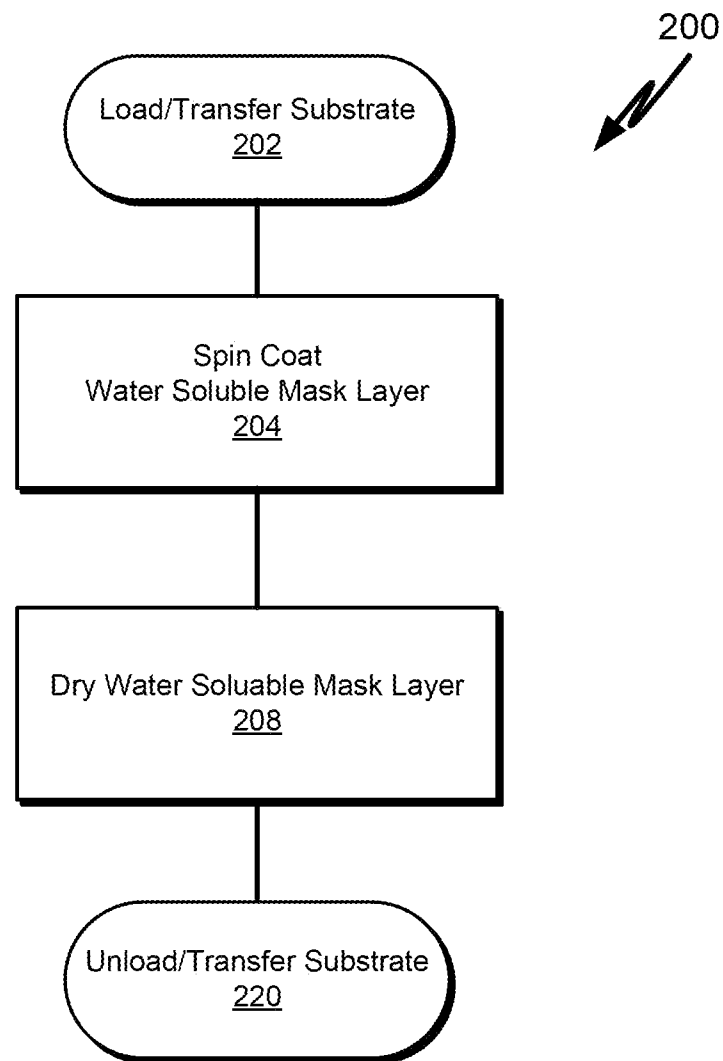 200
Load/Transfer Substrate
202
Spin Coat
Water Soluble Mask Layer
204
Dry Water Soluable Mask Layer
208
Unload/Transfer Substrate
220